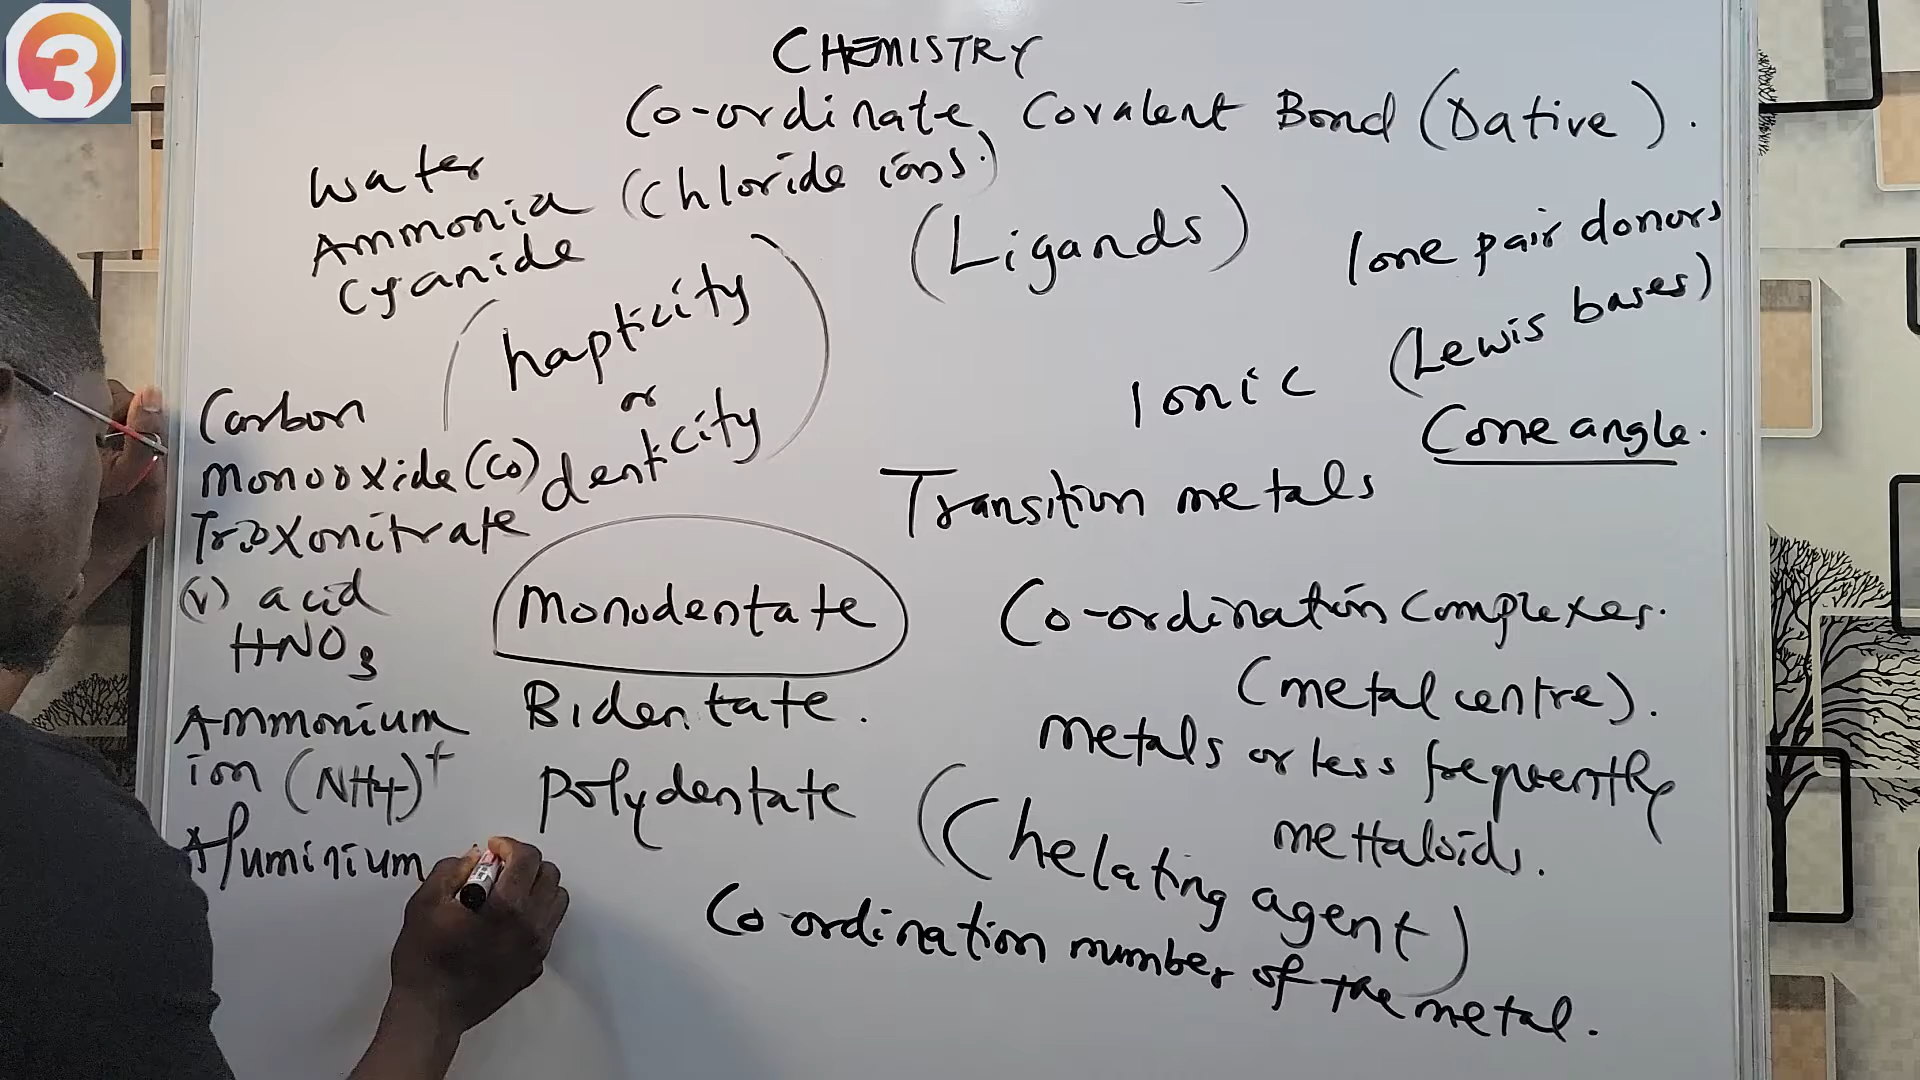 3
CHEMISTRY
Co-ordinate Covalent Bond (Dative).
Water
Ammonia (Chloride ions.)
Cyanide
(Ligands)
lone pair donors
(Lewis bases)
(hapticity
or
denticity)
Ionic
Cone angle.
Carbon
monooxide (CO)
Transition metals
Trioxonitrate
(V) acid
HNO3
Monodentate
Co-ordination complexes.
(metal centre).
Ammonium
ion (NH4)+
Bidentate.
metals or less frequently
mettaloids.
Polydentate
Aluminium
(Chelating agent)
Co-ordination number of the metal.